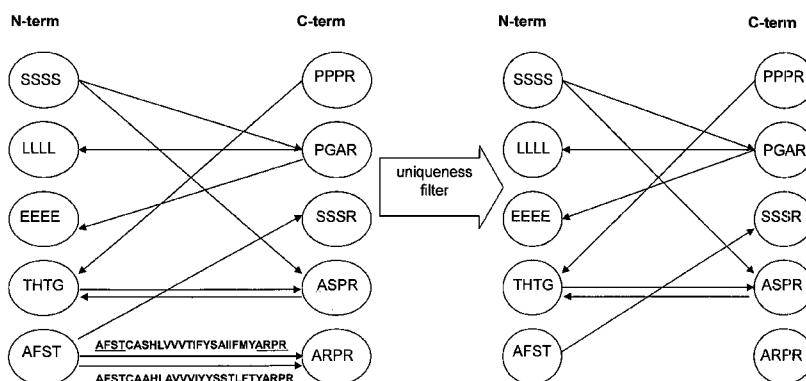 N-term C-term N-term C-term
SSSS PPPR SSSS PPPR
LLLL PGAR LLLL PGAR
uniqueness
filter
EEEE SSSR EEEE SSSR
THTG ASPR THTG ASPR
AFSTCASHLVVVTIFYSAIIFMYARPR
AFST ARPR AFST ARPR
AFSTCAAHLAVVVIYYSSTLFTYARPR